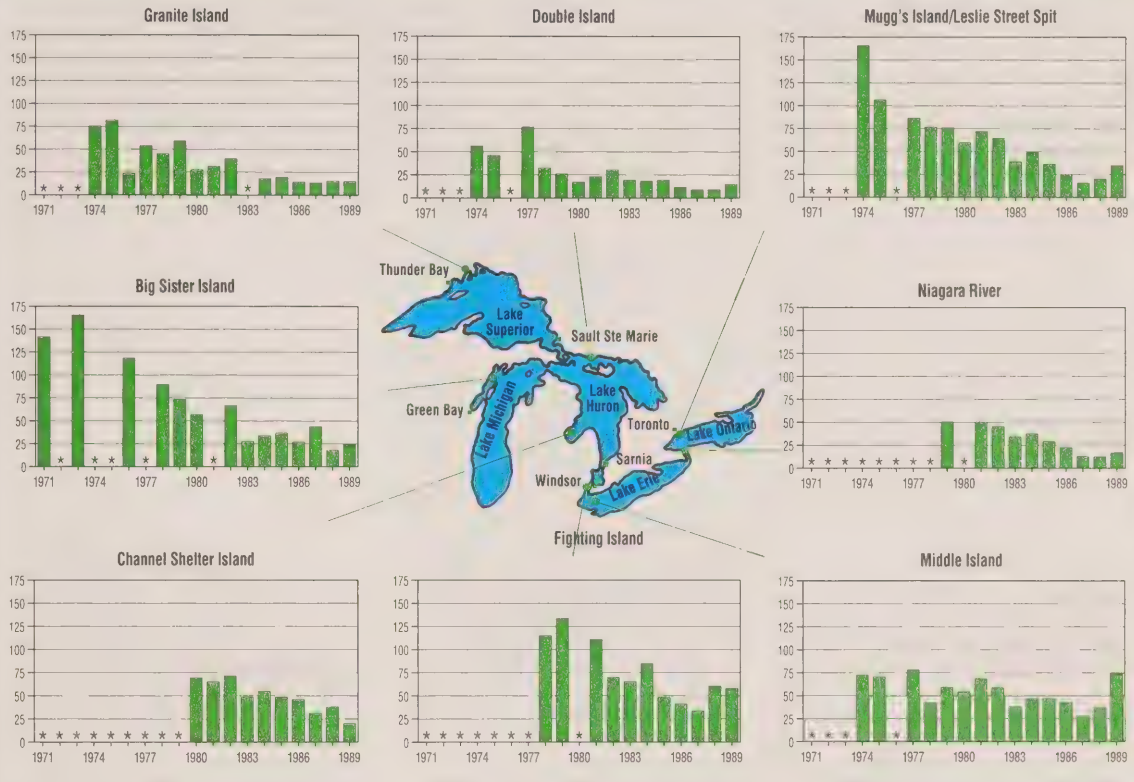 Granite Island
175
150
125
100
75
50
25
0
* * * *
1971 1974 1977 1980 1983 1986 1989
Double Island
175
150
125
100
75
50
25
0
* * * *
1971 1974 1977 1980 1983 1986 1989
Mugg's Island/Leslie Street Spit
175
150
125
100
75
50
25
0
* * * *
1971 1974 1977 1980 1983 1986 1989
Big Sister Island
175
150
125
100
75
50
25
0
* * * * *
1971 1974 1977 1980 1983 1986 1989
Thunder Bay
Lake
Superior
Sault Ste Marie
Green Bay
Lake Michigan
Lake
Huron
Toronto
Lake Ontario
Sarnia
Windsor
Lake Erie
Niagara River
175
150
125
100
75
50
25
0
* * * * * * * * *
1971 1974 1977 1980 1983 1986 1989
Channel Shelter Island
175
150
125
100
75
50
25
0
* * * * * * * * *
1971 1974 1977 1980 1983 1986 1989
Fighting Island
175
150
125
100
75
50
25
0
* * * * * * * *
1971 1974 1977 1980 1983 1986 1989
Middle Island
175
150
125
100
75
50
25
0
* * * *
1971 1974 1977 1980 1983 1986 1989